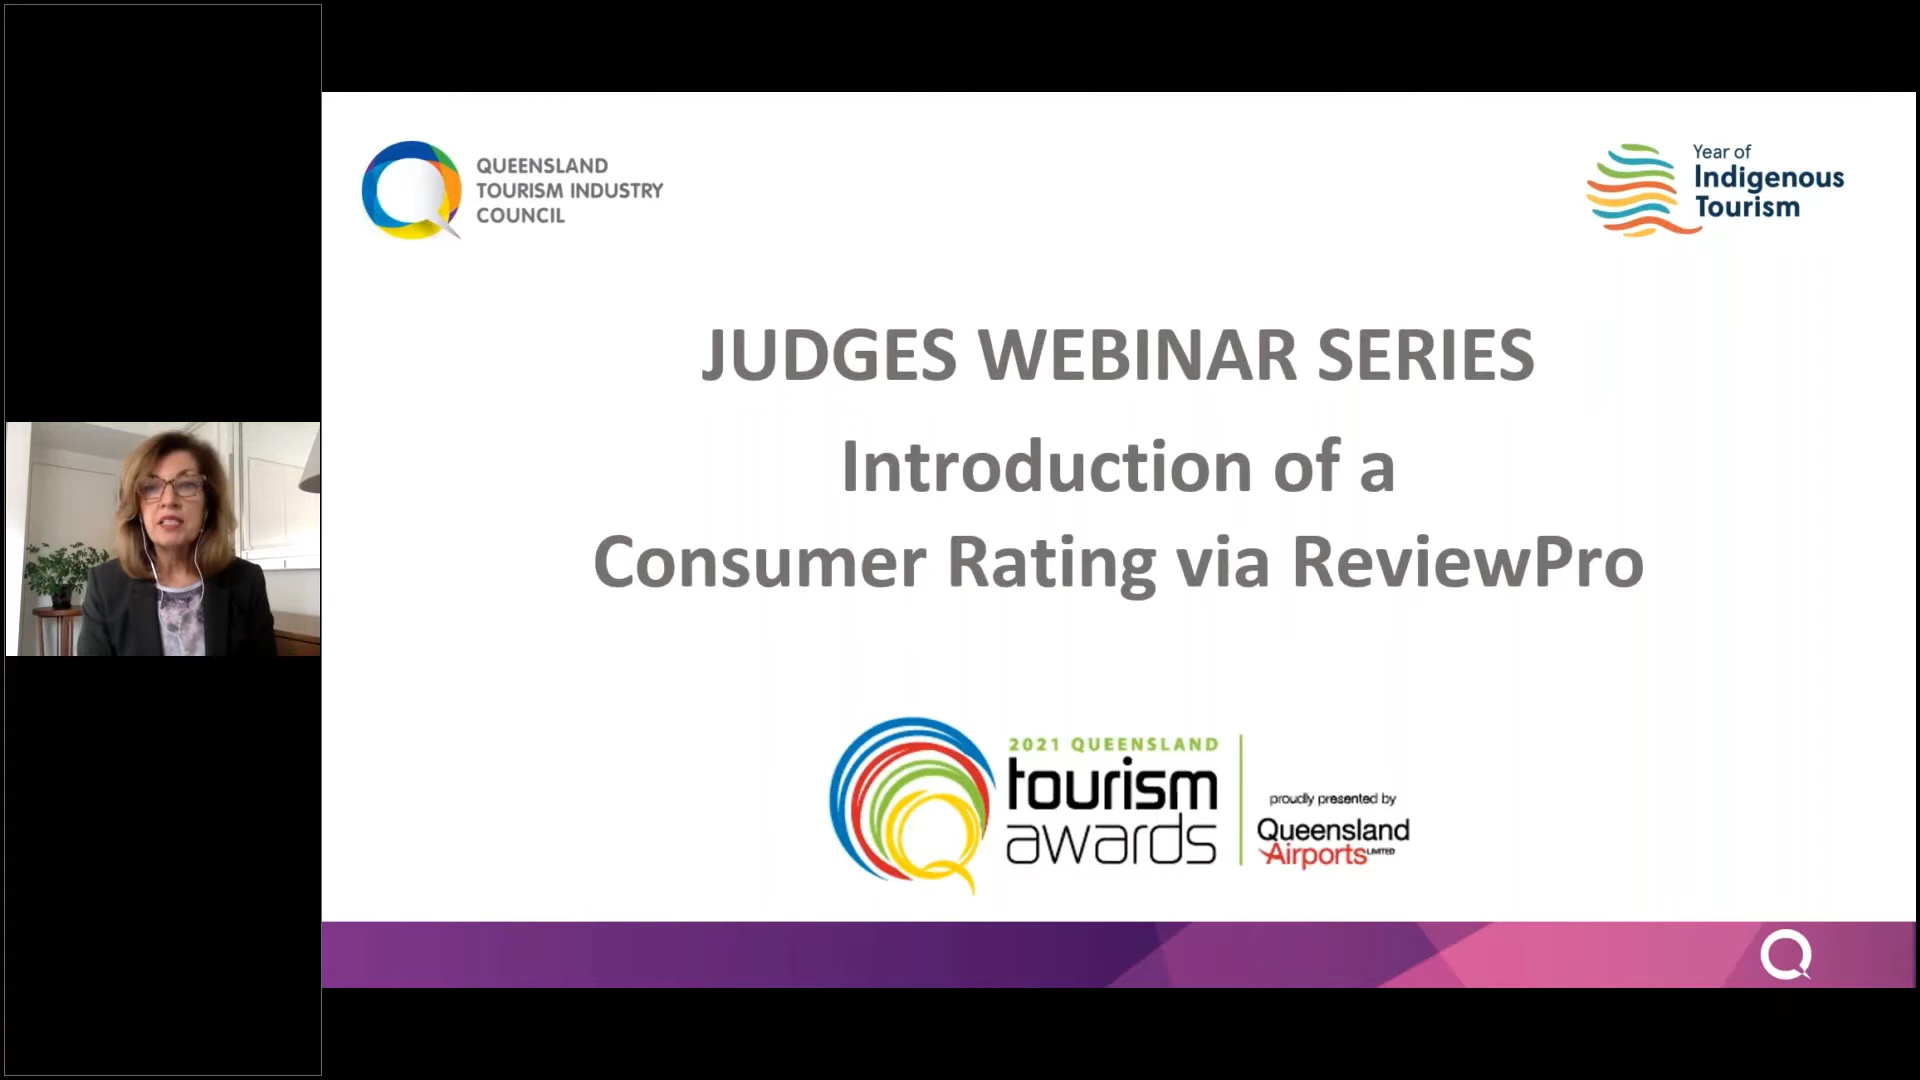 QUEENSLAND
TOURISM INDUSTRY
COUNCIL
Year of
Indigenous
Tourism
JUDGES WEBINAR SERIES
Introduction of a
Consumer Rating via ReviewPro
2021 QUEENSLAND
tourism
awards
proudly presented by
Queensland
Airports LIMITED